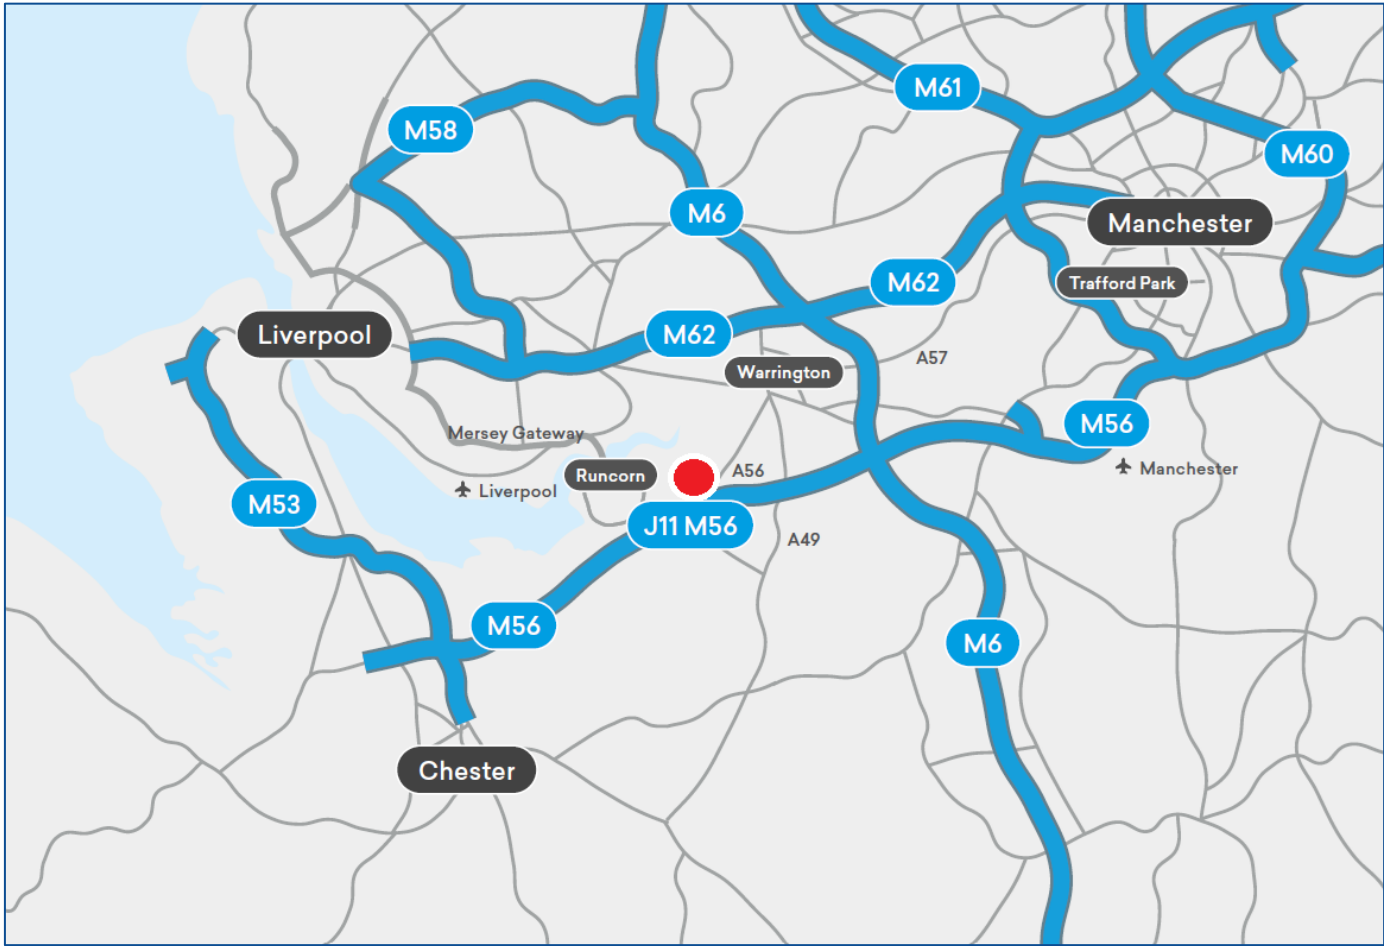 M61
M58
M60
M6
Manchester
M62
Trafford Park
Liverpool
M62
A57
Warrington
M56
Mersey Gateway
Manchester
A56
Runcorn
Liverpool
M53
J11 M56
A49
M56
M6
Chester